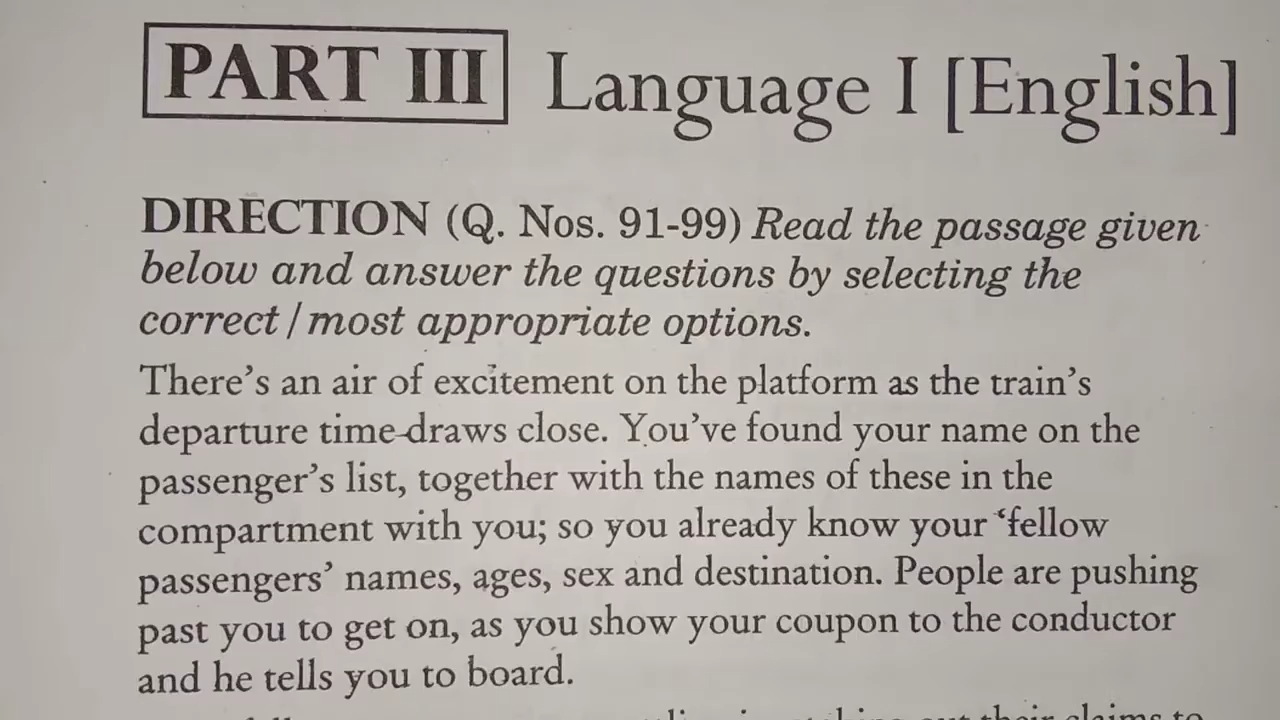 PART III Language I [English]
DIRECTION (Q. Nos. 91-99) Read the passage given
below and answer the questions by selecting the
correct / most appropriate options.
There's an air of excitement on the platform as the train's
departure time draws close. You've found your name on the
passenger's list, together with the names of these in the
compartment with you; so you already know your 'fellow
passengers' names, ages, sex and destination. People are pushing
past you to get on, as you show your coupon to the conductor
and he tells you to board.
out their claims to